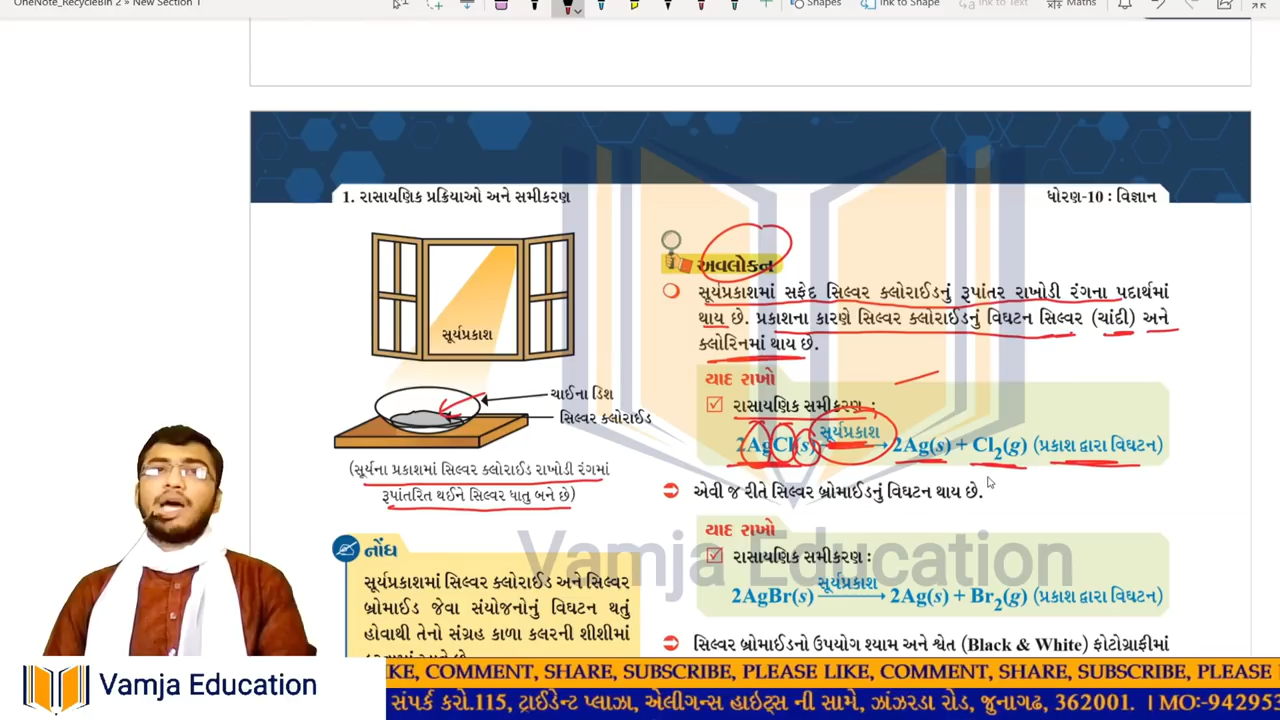 OneNote_RecycleBin 2 » New Section 1
Shapes
Ink to Shape
Ink to Text
Maths
1. રાસાયણિક પ્રક્રિયાઓ અને સમીકરણ
ધોરણ-10 : વિજ્ઞાન
સૂર્યપ્રકાશ
ચાઈના ડિશ
સિલ્વર ક્લોરાઈડ
(સૂર્યના પ્રકાશમાં સિલ્વર ક્લોરાઈડ રાખોડી રંગમાં
રૂપાંતરિત થઈને સિલ્વર ધાતુ બને છે)
નોંધ
સૂર્યપ્રકાશમાં સિલ્વર ક્લોરાઈડ અને સિલ્વર
બ્રોમાઈડ જેવા સંયોજનોનું વિઘટન થતું
હોવાથી તેનો સંગ્રહ કાળા કલરની શીશીમાં
અવલોકન
સૂર્યપ્રકાશમાં સફેદ સિલ્વર ક્લોરાઈડનું રૂપાંતર રાખોડી રંગના પદાર્થમાં
થાય છે. પ્રકાશના કારણે સિલ્વર ક્લોરાઈડનું વિઘટન સિલ્વર (ચાંદી) અને
ક્લોરિનમાં થાય છે.
યાદ રાખો
રાસાયણિક સમીકરણ :
સૂર્યપ્રકાશ
2AgCl(s) → 2Ag(s) + Cl₂(g) (પ્રકાશ દ્વારા વિઘટન)
એવી જ રીતે સિલ્વર બ્રોમાઈડનું વિઘટન થાય છે.
યાદ રાખો
રાસાયણિક સમીકરણ :
સૂર્યપ્રકાશ
2AgBr(s) → 2Ag(s) + Br₂(g) (પ્રકાશ દ્વારા વિઘટન)
સિલ્વર બ્રોમાઈડનો ઉપયોગ શ્યામ અને શ્વેત (Black & White) ફોટોગ્રાફીમાં
Vamja Education
Vamja Education
KE, COMMENT, SHARE, SUBSCRIBE, PLEASE LIKE, COMMENT, SHARE, SUBSCRIBE, PLEASE
સંપર્ક કરો.115, ટ્રાઈડેન્ટ પ્લાઝા, એલીગન્સ હાઇટ્સ ની સામે, ઝાંઝરડા રોડ, જુનાગઢ, 362001. । MO:-942953